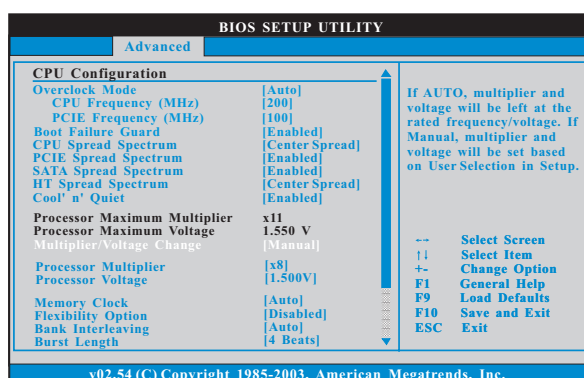 BIOS SETUP UTILITY
Advanced
CPU Configuration
Overclock Mode [Auto]
CPU Frequency (MHz) [200]
PCIE Frequency (MHz) [100]
Boot Failure Guard [Enabled]
CPU Spread Spectrum [Center Spread]
PCIE Spread Spectrum [Enabled]
SATA Spread Spectrum [Enabled]
HT Spread Spectrum [Center Spread]
Cool' n' Quiet [Enabled]
Processor Maximum Multiplier x11
Processor Maximum Voltage 1.550 V
Multiplier/Voltage Change [Manual]
Processor Multiplier [x8]
Processor Voltage [1.500V]
Memory Clock [Auto]
Flexibility Option [Disabled]
Bank Interleaving [Auto]
Burst Length [4 Beats]
If AUTO, multiplier and
voltage will be left at the
rated frequency/voltage. If
Manual, multiplier and
voltage will be set based
on User Selection in Setup.
←→ Select Screen
↑↓ Select Item
+- Change Option
F1 General Help
F9 Load Defaults
F10 Save and Exit
ESC Exit
v02.54 (C) Copyright 1985-2003, American Megatrends, Inc.